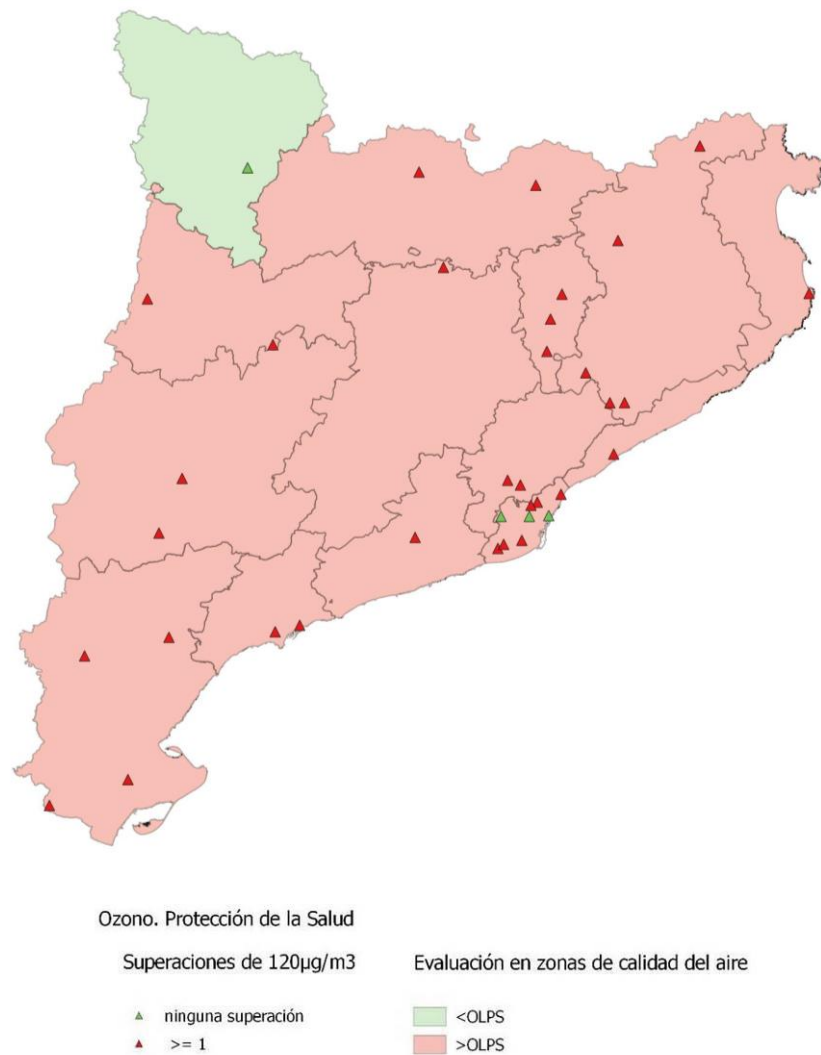 Ozono. Protección de la Salud
Superaciones de 120µg/m3
ninguna superación
>= 1
Evaluación en zonas de calidad del aire
<OLPS
>OLPS